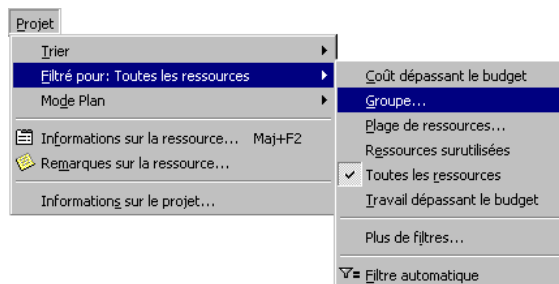 Projet
Trier
Filtré pour: Toutes les ressources
Mode Plan
Informations sur la ressource... Maj+F2
Remarques sur la ressource...
Informations sur le projet...
Coût dépassant le budget
Groupe...
Plage de ressources...
Ressources surutilisées
Toutes les ressources
Travail dépassant le budget
Plus de filtres...
Filtre automatique